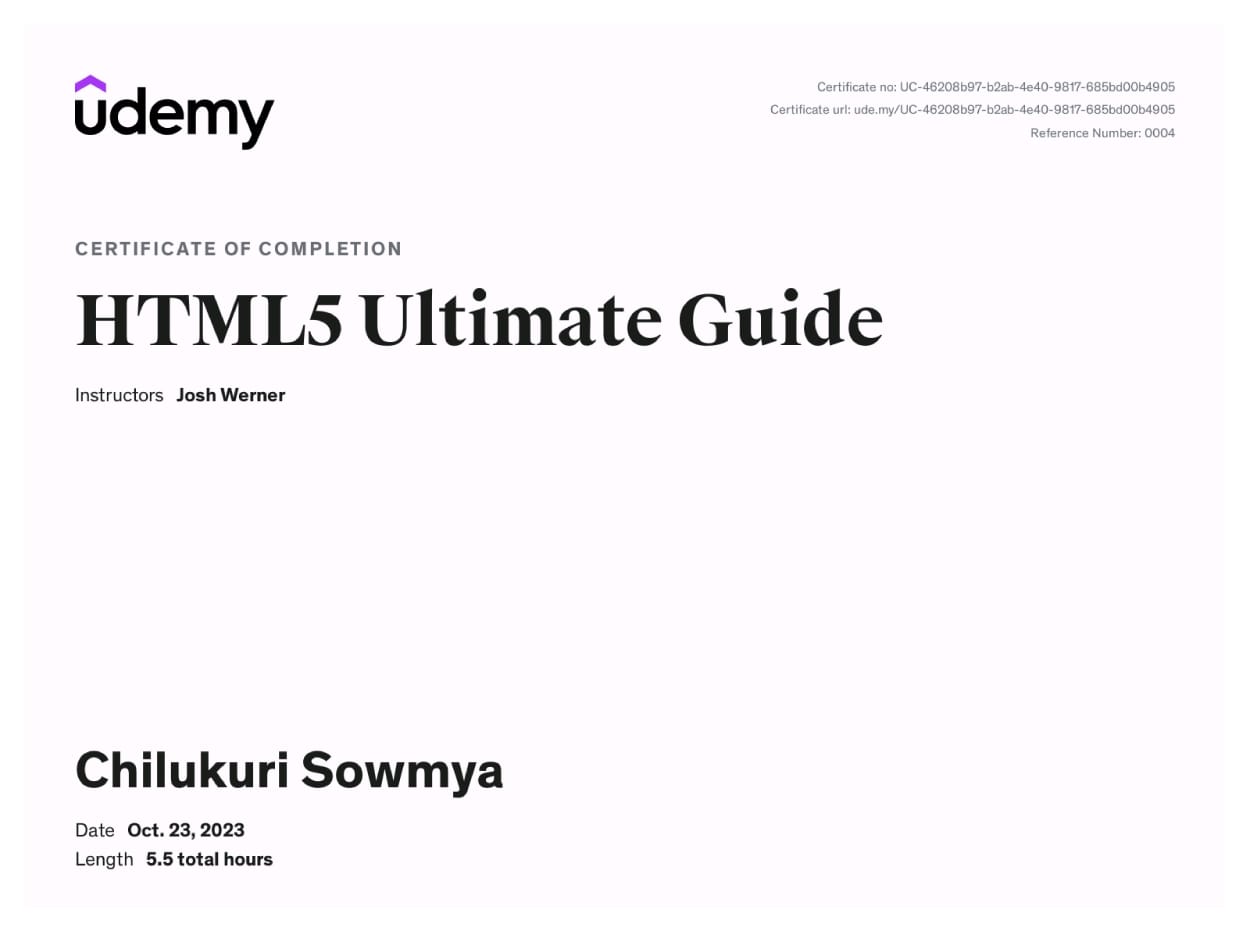 udemy
Certificate no: UC-46208b97-b2ab-4e40-9817-685bd00b4905
Certificate url: ude.my/UC-46208b97-b2ab-4e40-9817-685bd00b4905
Reference Number: 0004
CERTIFICATE OF COMPLETION
HTML5 Ultimate Guide
Instructors Josh Werner
Chilukuri Sowmya
Date Oct. 23, 2023
Length 5.5 total hours